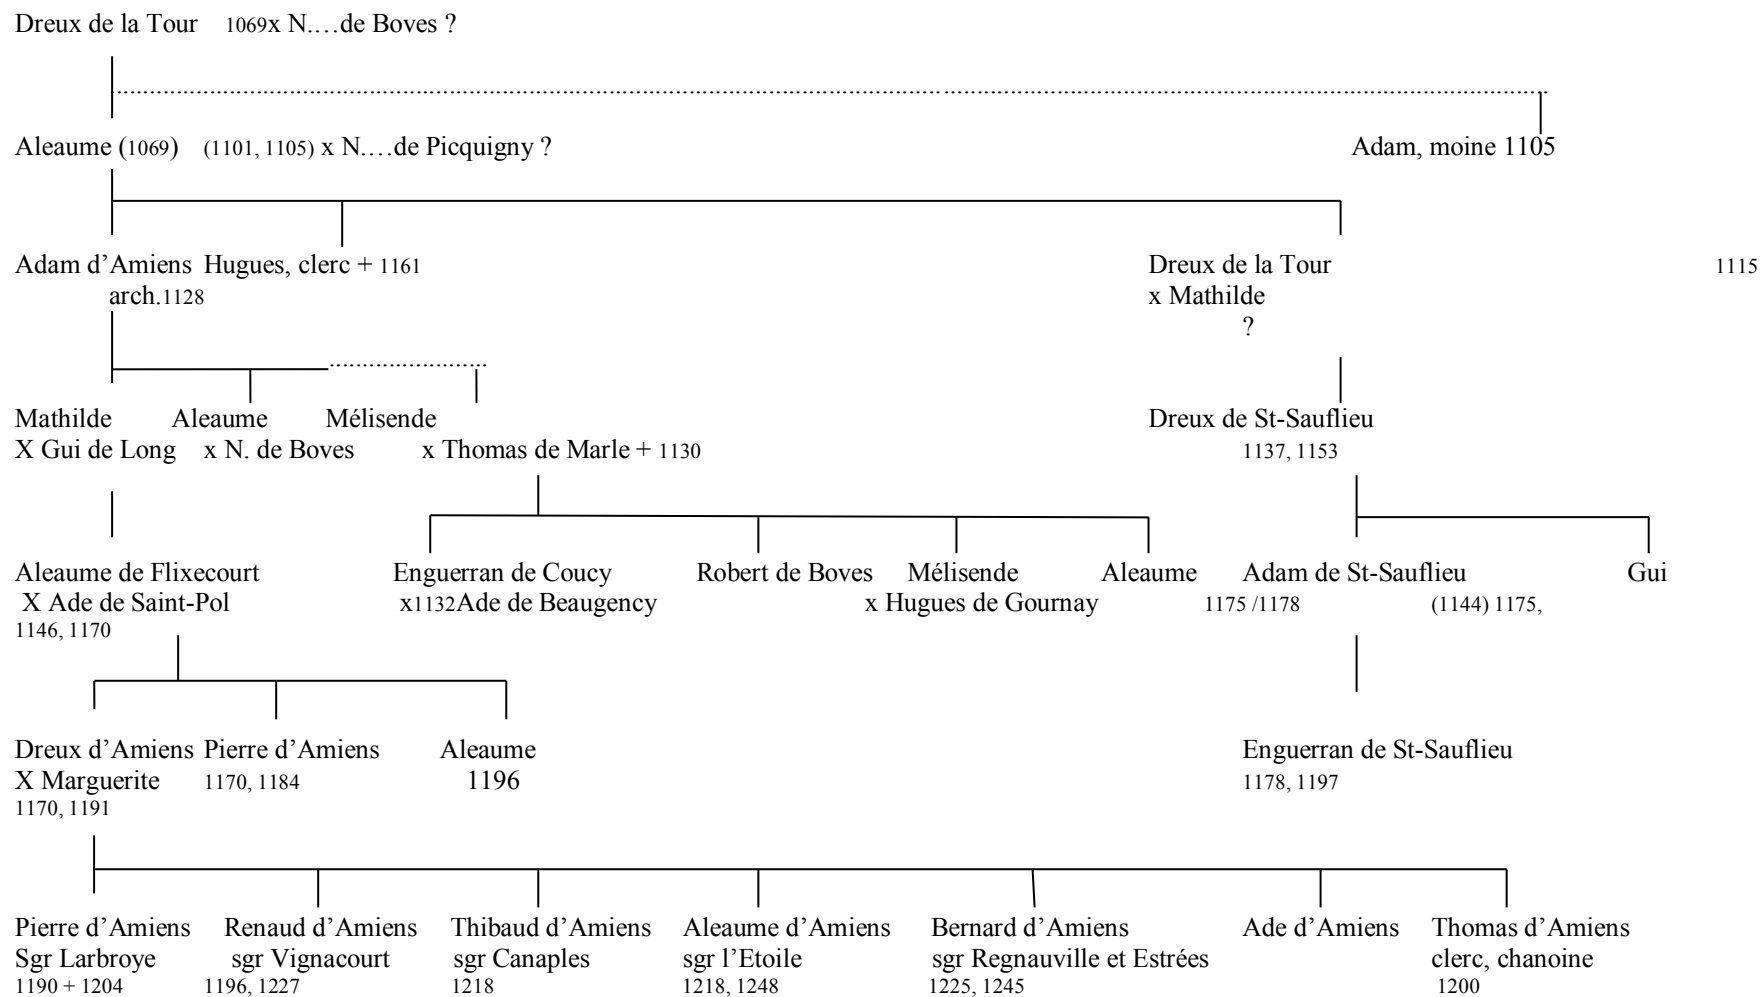 Dreux de la Tour 1069x N.…de Boves ?
Aleaume (1069) (1101, 1105) x N.…de Picquigny ? Adam, moine 1105
Adam d’Amiens Hugues, clerc + 1161 Dreux de la Tour 1115
arch.1128 x Mathilde
?
Mathilde Aleaume Mélisende Dreux de St-Sauflieu
X Gui de Long x N. de Boves x Thomas de Marle + 1130 1137, 1153
Aleaume de Flixecourt Enguerran de Coucy Robert de Boves Mélisende Aleaume Adam de St-Sauflieu Gui
X Ade de Saint-Pol x1132Ade de Beaugency x Hugues de Gournay 1175 /1178 (1144) 1175,
1146, 1170
Dreux d’Amiens Pierre d’Amiens Aleaume Enguerran de St-Sauflieu
X Marguerite 1170, 1184 1196 1178, 1197
1170, 1191
Pierre d’Amiens Renaud d’Amiens Thibaud d’Amiens Aleaume d’Amiens Bernard d’Amiens Ade d’Amiens Thomas d’Amiens
Sgr Larbroye sgr Vignacourt sgr Canaples sgr l’Etoile sgr Regnauville et Estrées clerc, chanoine
1190 + 1204 1196, 1227 1218 1218, 1248 1225, 1245 1200